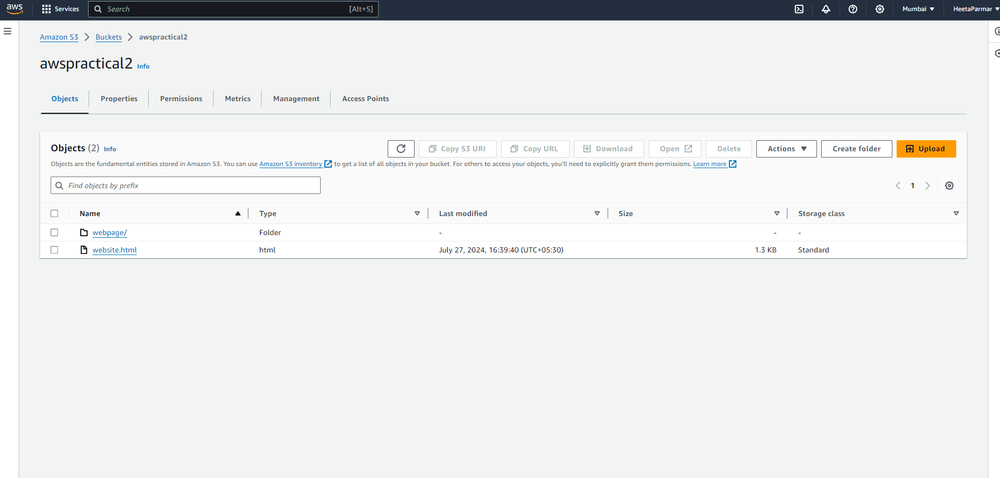 aws Services Search [Alt+S] Mumbai HeetaParmar
Amazon S3 Buckets awspractical2
awspractical2 Info
Objects Properties Permissions Metrics Management Access Points
Objects (2) Info Copy S3 URI Copy URL Download Open Delete Actions Create folder Upload
Objects are the fundamental entities stored in Amazon S3. You can use Amazon S3 inventory to get a list of all objects in your bucket. For others to access your objects, you'll need to explicitly grant them permissions. Learn more
Find objects by prefix 1
Name Type Last modified Size Storage class
webpage/ Folder - - -
website.html html July 27, 2024, 16:39:40 (UTC+05:30) 1.3 KB Standard